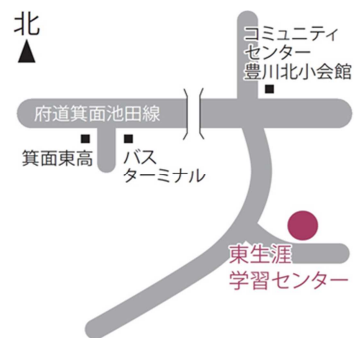 北
コミュニティ
センター
豊川北小会館
府道箕面池田線
箕面東高
バス
ターミナル
東生涯
学習センター